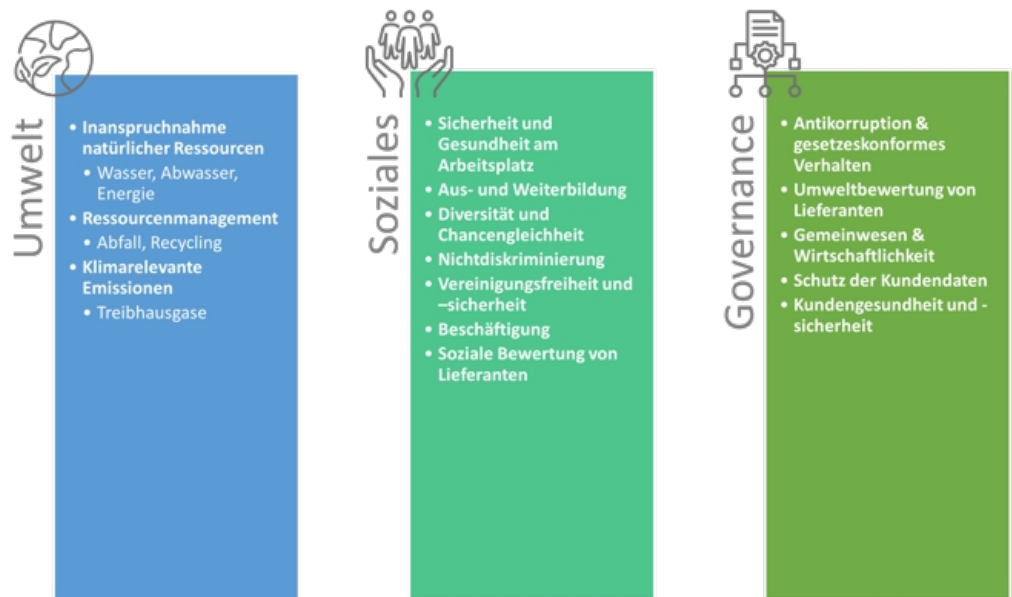 Umwelt
• Inanspruchnahme
natürlicher Ressourcen
• Wasser, Abwasser,
Energie
• Ressourcenmanagement
• Abfall, Recycling
• Klimarelevante
Emissionen
• Treibhausgase
Soziales
• Sicherheit und
Gesundheit am
Arbeitsplatz
• Aus- und Weiterbildung
• Diversität und
Chancengleichheit
• Nichtdiskriminierung
• Vereinigungsfreiheit und
–sicherheit
• Beschäftigung
• Soziale Bewertung von
Lieferanten
Governance
• Antikorruption &
gesetzeskonformes
Verhalten
• Umweltbewertung von
Lieferanten
• Gemeinwesen &
Wirtschaftlichkeit
• Schutz der Kundendaten
• Kundengesundheit und -
sicherheit